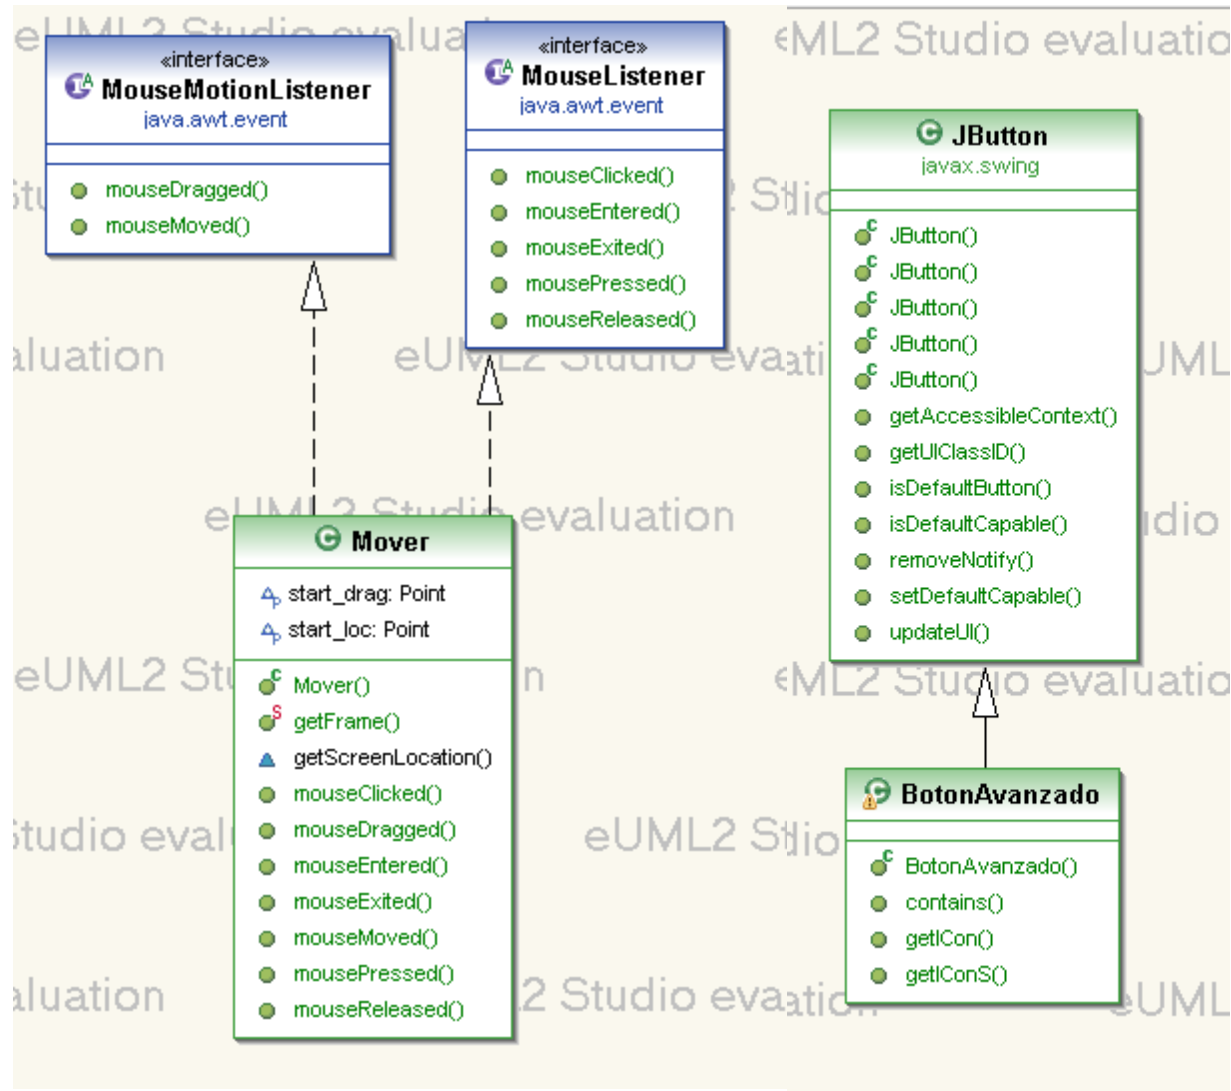 «interface»
MouseMotionListener
java.awt.event
mouseDragged()
mouseMoved()
«interface»
MouseListener
java.awt.event
mouseClicked()
mouseEntered()
mouseExited()
mousePressed()
mouseReleased()
JButton
javax.swing
JButton()
JButton()
JButton()
JButton()
JButton()
getAccessibleContext()
getUIClassID()
isDefaultButton()
isDefaultCapable()
removeNotify()
setDefaultCapable()
updateUI()
Mover
start_drag: Point
start_loc: Point
Mover()
getFrame()
getScreenLocation()
mouseClicked()
mouseDragged()
mouseEntered()
mouseExited()
mouseMoved()
mousePressed()
mouseReleased()
BotonAvanzado
BotonAvanzado()
contains()
getICon()
getIConS()
eUML2 Studio evaluation